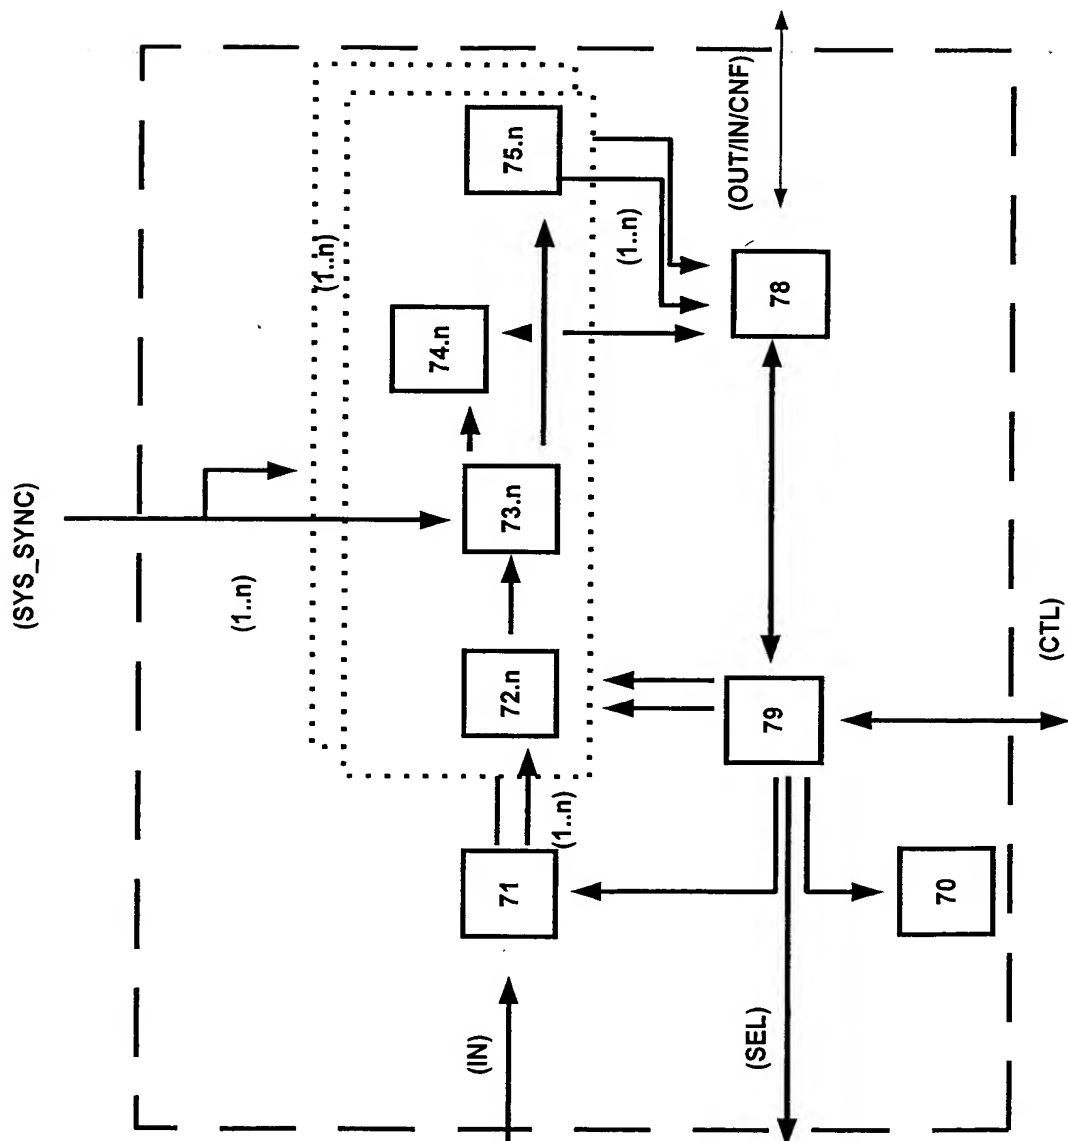 (SYS_SYNC)
(1..n)
(1..n)
(IN)
71
(1..n)
72.n
73.n
74.n
75.n
(1..n)
(SEL)
79
78
(OUT/IN/CNF)
70
(CTL)